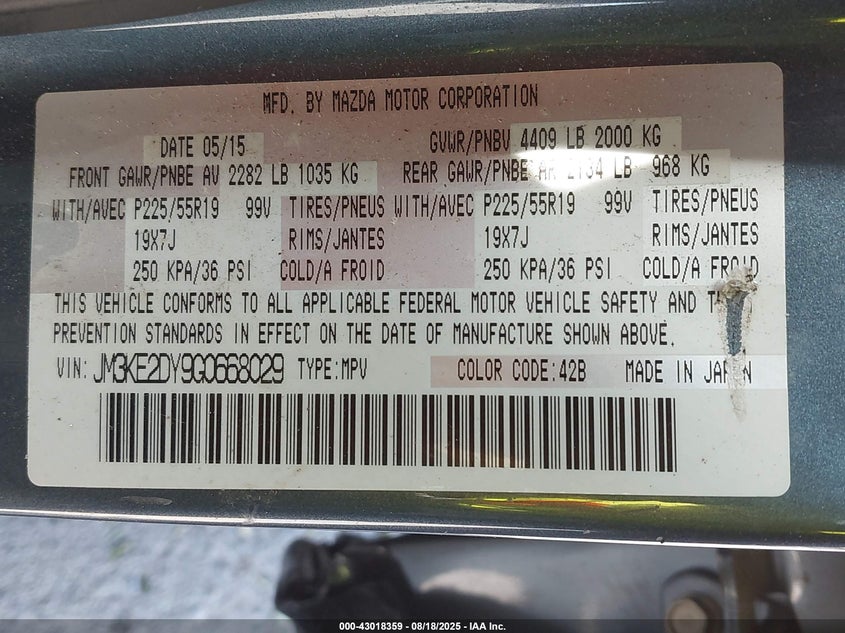 MFD. BY MAZDA MOTOR CORPORATION
DATE 05/15 GVWR/PNBV 4409 LB 2000 KG
FRONT GAWR/PNBE AV 2282 LB 1035 KG REAR GAWR/PNBE AR 2134 LB 968 KG
WITH/AVEC P225/55R19 99V TIRES/PNEUS WITH/AVEC P225/55R19 99V TIRES/PNEUS
19X7J RIMS/JANTES 19X7J RIMS/JANTES
250 KPA/36 PSI COLD/A FROID 250 KPA/36 PSI COLD/A FROID
THIS VEHICLE CONFORMS TO ALL APPLICABLE FEDERAL MOTOR VEHICLE SAFETY AND
PREVENTION STANDARDS IN EFFECT ON THE DATE OF MANUFACTURE SHOWN ABOVE.
VIN: JM3KE2DY9G0668029 TYPE:MPV COLOR CODE:42B MADE IN JAPAN
000-43018359 - 08/18/2025 - IAA Inc.